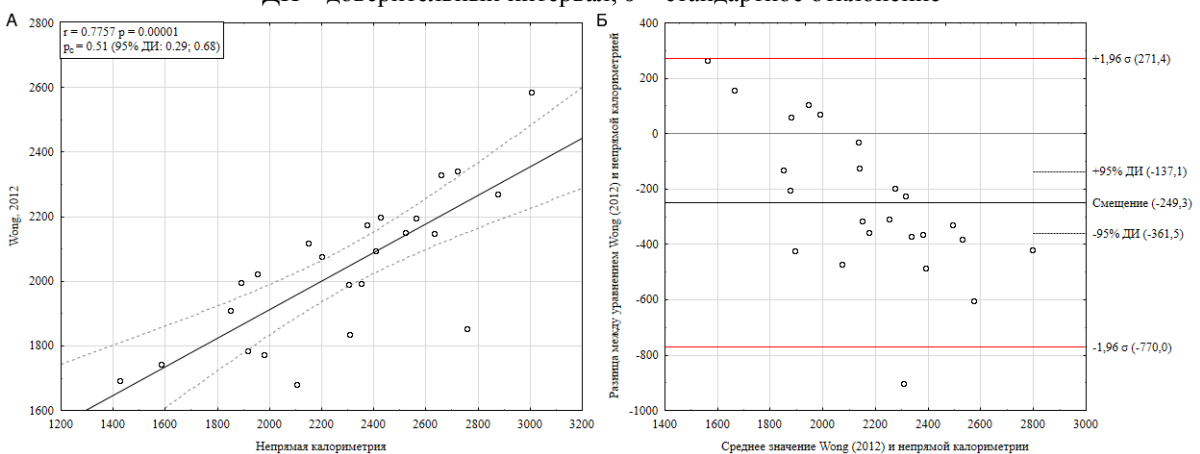 ДИ – доверительный интервал, σ – стандартное отклонение
А
r = 0.7757 p = 0.00001
pc = 0.51 (95% ДИ: 0.29; 0.68)
2800
2600
2400
2200
2000
1800
1600
Wong, 2012
1200 1400 1600 1800 2000 2200 2400 2600 2800 3000 3200
Непрямая калориметрия
Б
400
200
0
-200
-400
-600
-800
-1000
Разница между уравнением Wong (2012) и непрямой калориметрией
+1,96 σ (271,4)
+95% ДИ (-137,1)
Смещение (-249,3)
-95% ДИ (-361,5)
-1,96 σ (-770,0)
1400 1600 1800 2000 2200 2400 2600 2800 3000
Среднее значение Wong (2012) и непрямой калориметрии